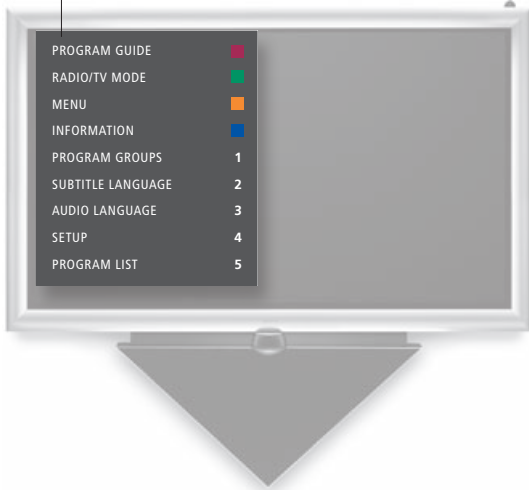 PROGRAM GUIDE
RADIO/TV MODE
MENU
INFORMATION
PROGRAM GROUPS 1
SUBTITLE LANGUAGE 2
AUDIO LANGUAGE 3
SETUP 4
PROGRAM LIST 5